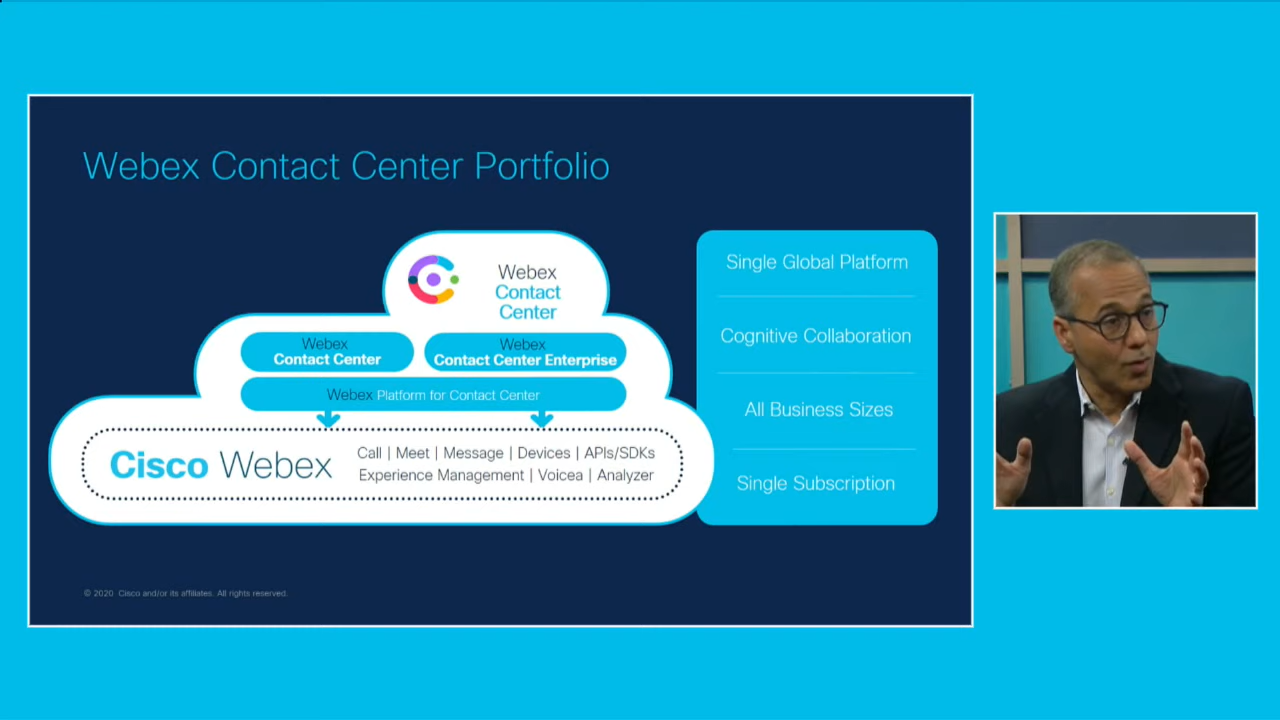 Webex Contact Center Portfolio
Webex
Contact
Center
Webex
Contact Center
Webex
Contact Center Enterprise
Webex Platform for Contact Center
Cisco Webex
Call | Meet | Message | Devices | APIs/SDKs
Experience Management | Voicea | Analyzer
Single Global Platform
Cognitive Collaboration
All Business Sizes
Single Subscription
© 2020 Cisco and/or its affiliates. All rights reserved.